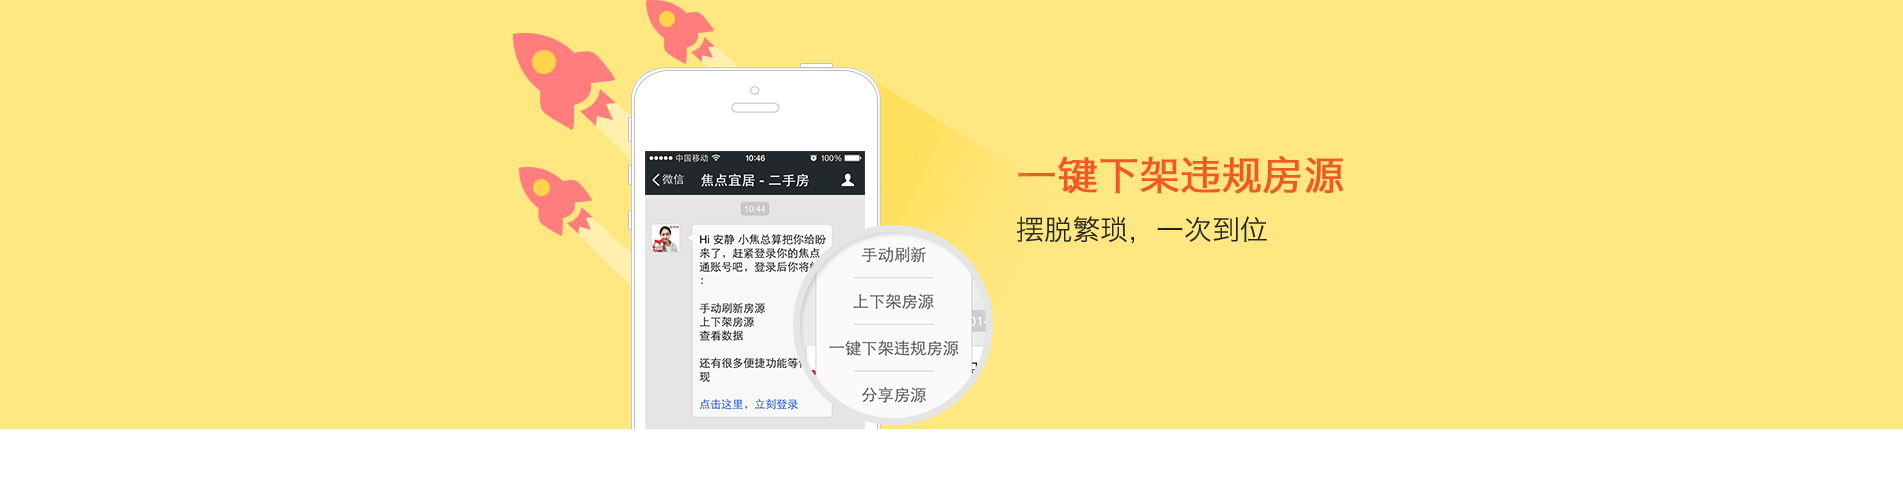 一键下架违规房源
摆脱繁琐，一次到位
中国移动 10:46 100%
微信 焦点宜居 - 二手房
10:44
Hi 安静 小焦总算把你给盼
来了，赶紧登录你的焦点
通账号吧，登录后你将
：
手动刷新房源
上下架房源
查看数据
还有很多便捷功能等
现
点击这里，立刻登录
手动刷新
上下架房源
一键下架违规房源
分享房源